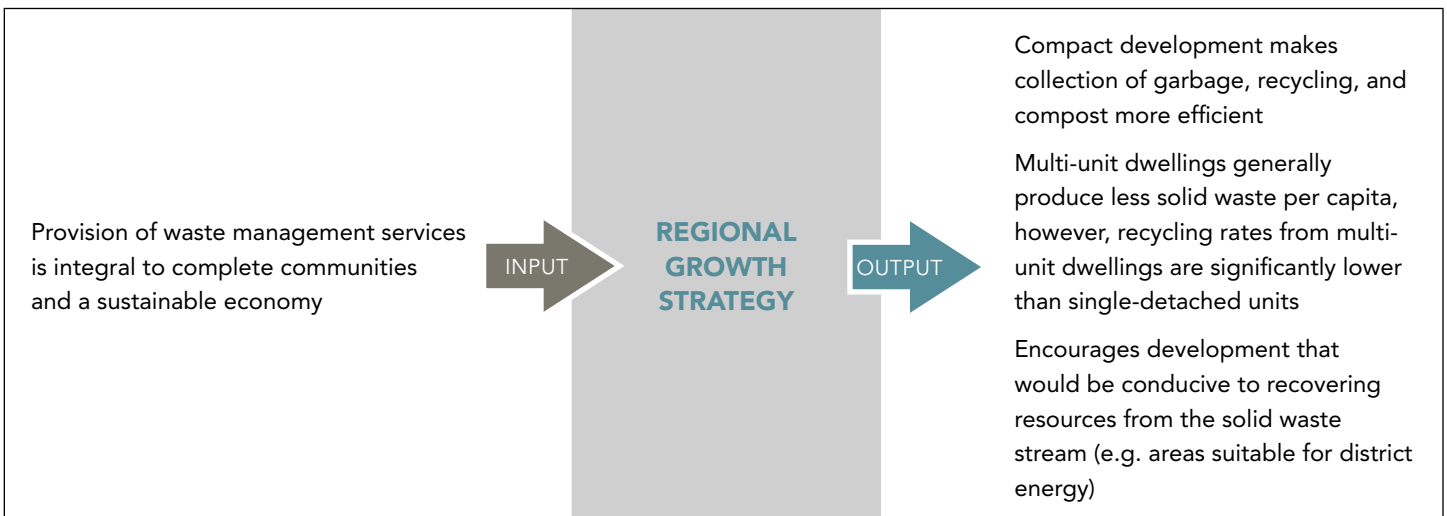 Provision of waste management services
is integral to complete communities
and a sustainable economy
INPUT
REGIONAL
GROWTH
STRATEGY
OUTPUT
Compact development makes
collection of garbage, recycling, and
compost more efficient
Multi-unit dwellings generally
produce less solid waste per capita,
however, recycling rates from multi-
unit dwellings are significantly lower
than single-detached units
Encourages development that
would be conducive to recovering
resources from the solid waste
stream (e.g. areas suitable for district
energy)